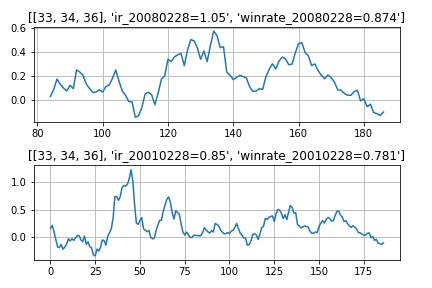 [[33, 34, 36], 'ir_20080228=1.05', 'winrate_20080228=0.874']
0.6
0.4
0.2
0.0
80 100 120 140 160 180
[[33, 34, 36], 'ir_20010228=0.85', 'winrate_20010228=0.781']
1.0
0.5
0.0
0 25 50 75 100 125 150 175